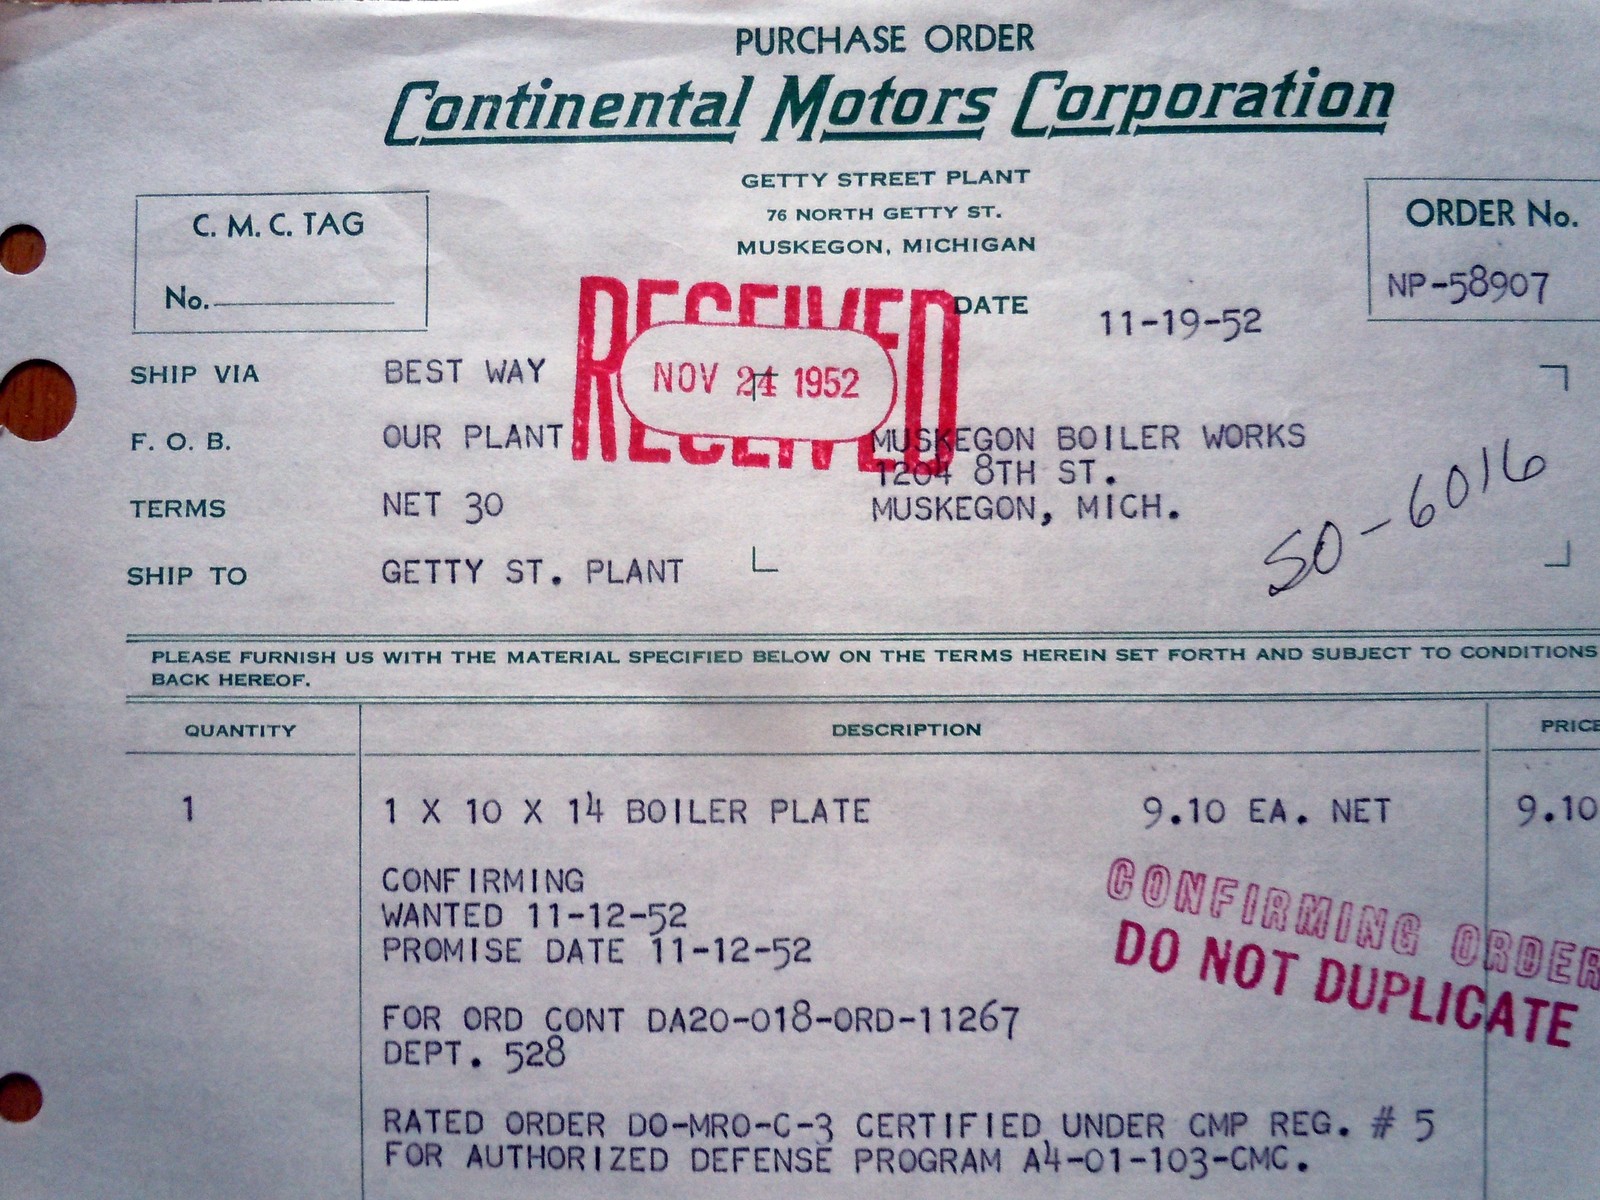 PURCHASE ORDER
Continental Motors Corporation
GETTY STREET PLANT
76 NORTH GETTY ST.
MUSKEGON, MICHIGAN
C. M. C. TAG
No.
ORDER No.
NP-58907
DATE 11-19-52
RECEIVED
NOV 24 1952
SHIP VIA BEST WAY
F. O. B. OUR PLANT
TERMS NET 30
SHIP TO GETTY ST. PLANT
MUSKEGON BOILER WORKS
1204 8TH ST.
MUSKEGON, MICH.
SO-6016
PLEASE FURNISH US WITH THE MATERIAL SPECIFIED BELOW ON THE TERMS HEREIN SET FORTH AND SUBJECT TO CONDITIONS
BACK HEREOF.
QUANTITY DESCRIPTION PRICE
1 1 X 10 X 14 BOILER PLATE 9.10 EA. NET 9.10
CONFIRMING
WANTED 11-12-52
PROMISE DATE 11-12-52
CONFIRMING ORDER
DO NOT DUPLICATE
FOR ORD CONT DA20-018-ORD-11267
DEPT. 528
RATED ORDER DO-MRO-C-3 CERTIFIED UNDER CMP REG. # 5
FOR AUTHORIZED DEFENSE PROGRAM A4-01-103-CMC.